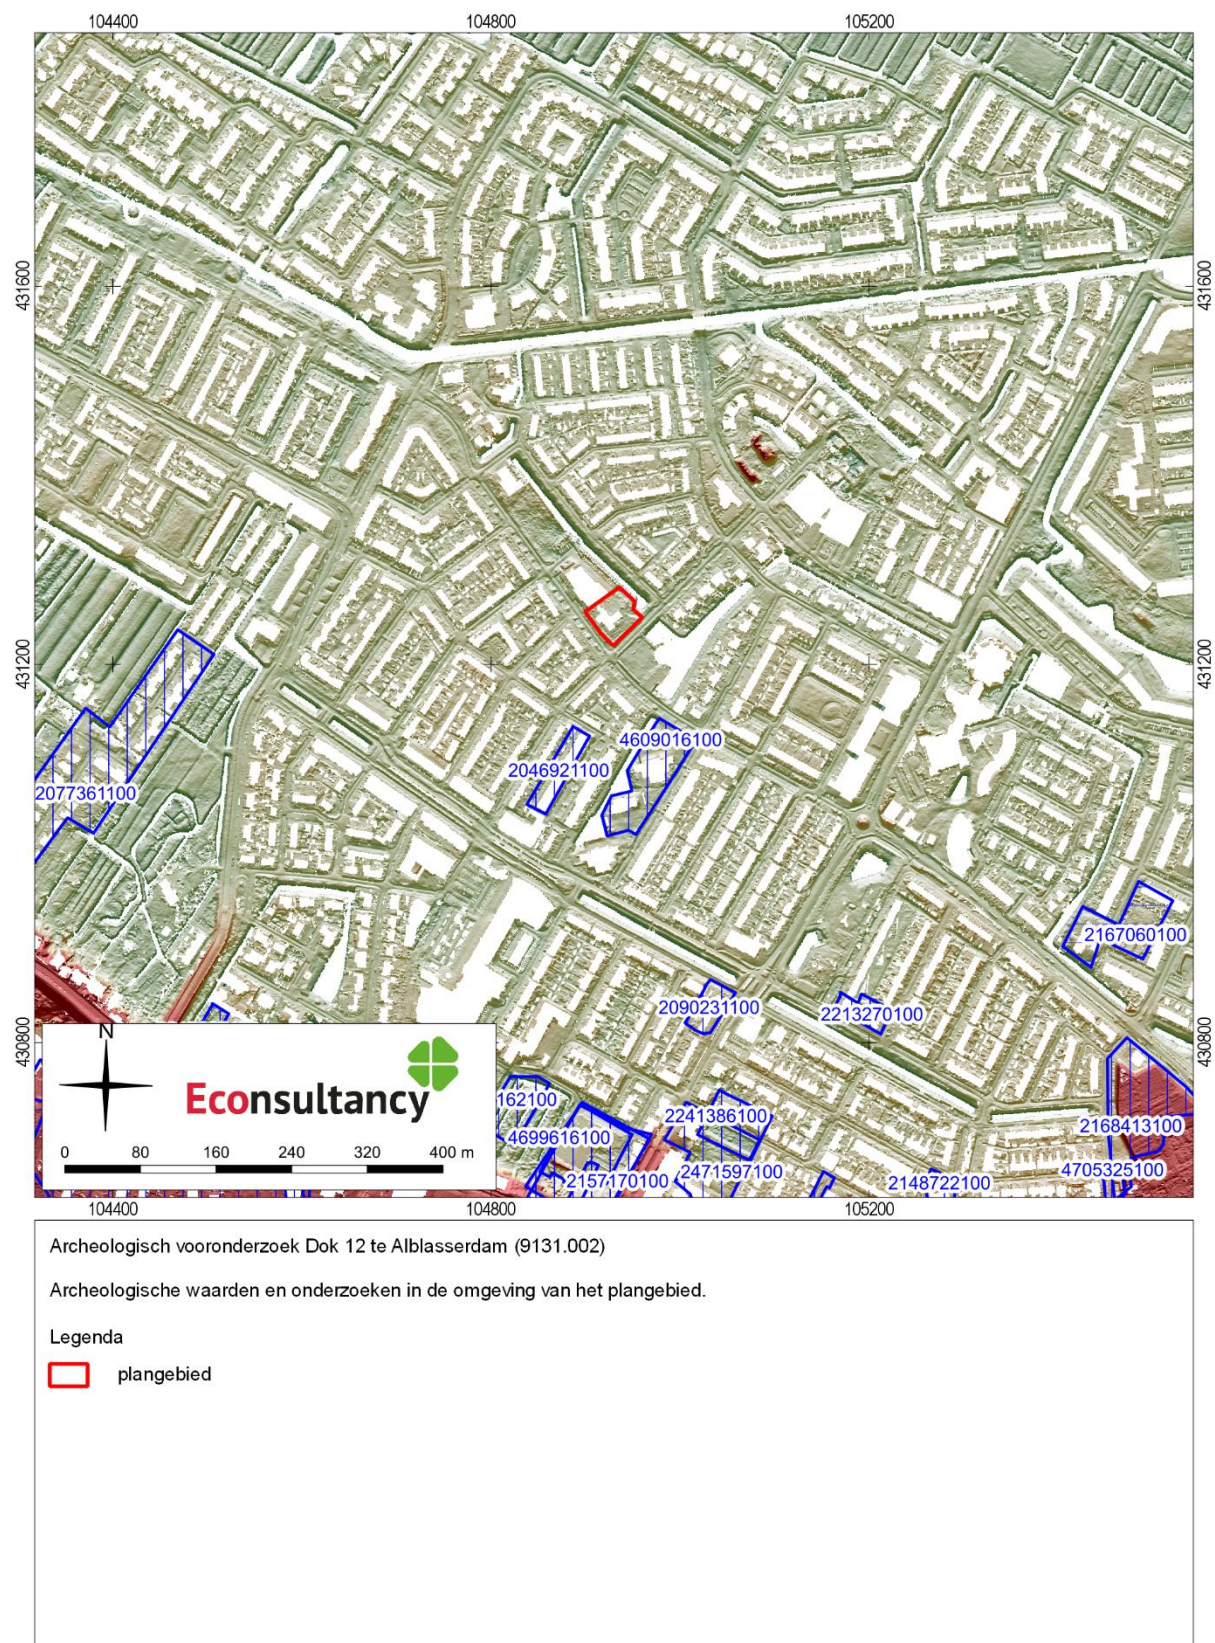 104400 104800 105200
431600 431600
431200 431200
4609016100
2046921100
2077361100
2167060100
2090231100
2213270100
430800 430800
N
Econsultancy
0 80 160 240 320 400 m
162100
2241386100
4699616100
2168413100
2471597100
4705325100
2157170100
2148722100
104400 104800 105200
Archeologisch vooronderzoek Dok 12 te Alblasserdam (9131.002)
Archeologische waarden en onderzoeken in de omgeving van het plangebied.
Legenda
plangebied